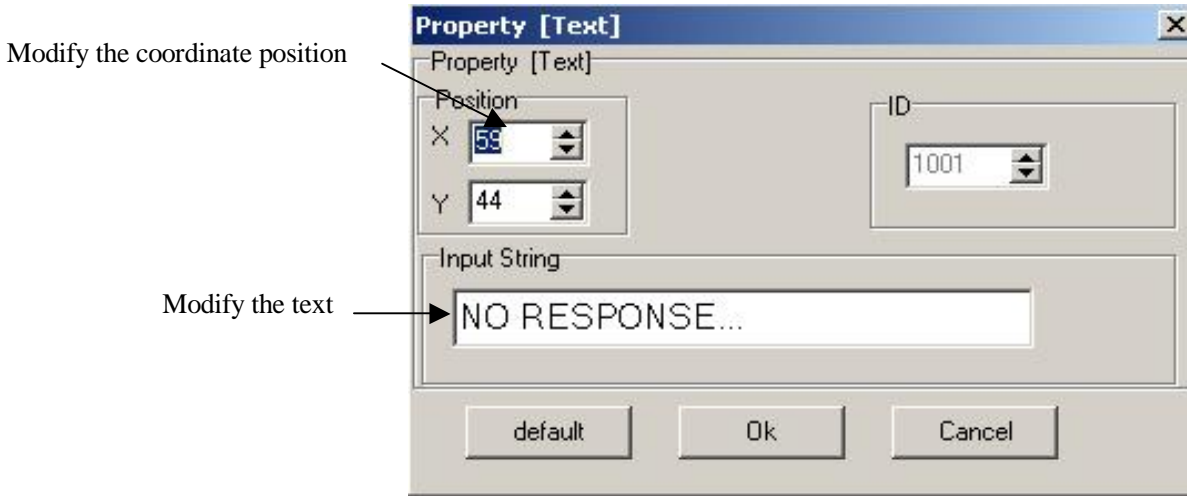 Property [Text]
Modify the coordinate position
Property [Text]
Position
ID
X 59
1001
Y 44
Input String
Modify the text
NO RESPONSE...
default Ok Cancel